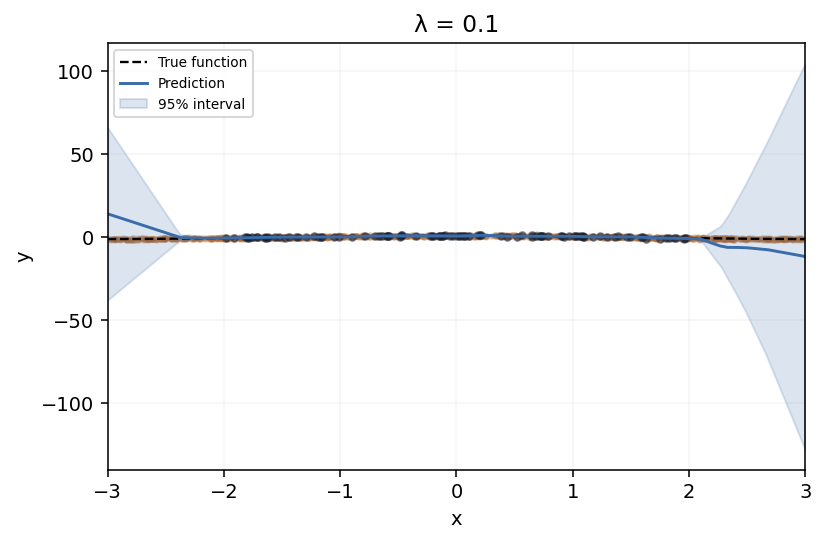 λ = 0.1
True function
Prediction
95% interval
y
100
50
0
−50
−100
−3
−2
−1
0
1
2
3
x